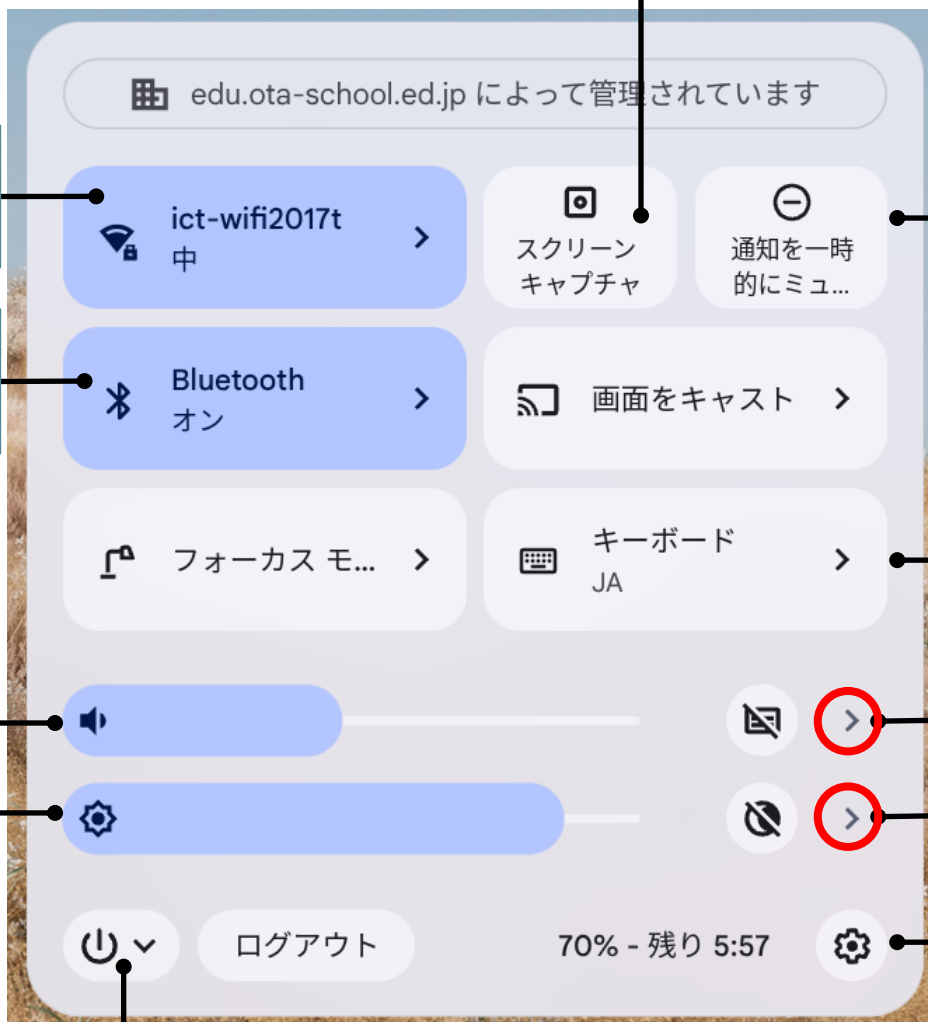 edu.ota-school.ed.jp によって管理されています
ict-wifi2017t
中
スクリーン
キャプチャ
通知を一時
的にミュ...
Bluetooth
オン
画面をキャスト
フォーカス モ...
キーボード
JA
ログアウト
70% - 残り 5:57